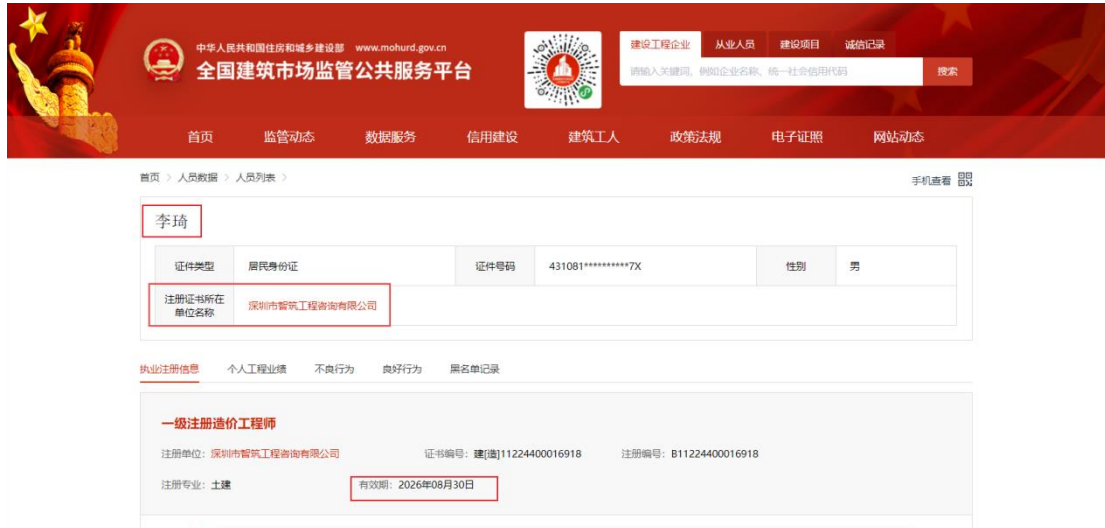 中华人民共和国住房和城乡建设部 www.mohurd.gov.cn
全国建筑市场监管公共服务平台
建设工程企业 从业人员 建设项目 诚信记录
请输入关键词，例如企业名称、统一社会信用代码 搜索
首页 监管动态 数据服务 信用建设 建筑工人 政策法规 电子证照 网站动态
首页 > 人员数据 > 人员列表 >
手机查看
李琦
证件类型 居民身份证 证件号码 431081**********7X 性别 男
注册证书所在
单位名称
深圳市智筑工程咨询有限公司
执业注册信息 个人工程业绩 不良行为 良好行为 黑名单记录
一级注册造价工程师
注册单位：深圳市智筑工程咨询有限公司 证书编号：建[造]11224400016918 注册编号：B11224400016918
注册专业：土建 有效期：2026年08月30日